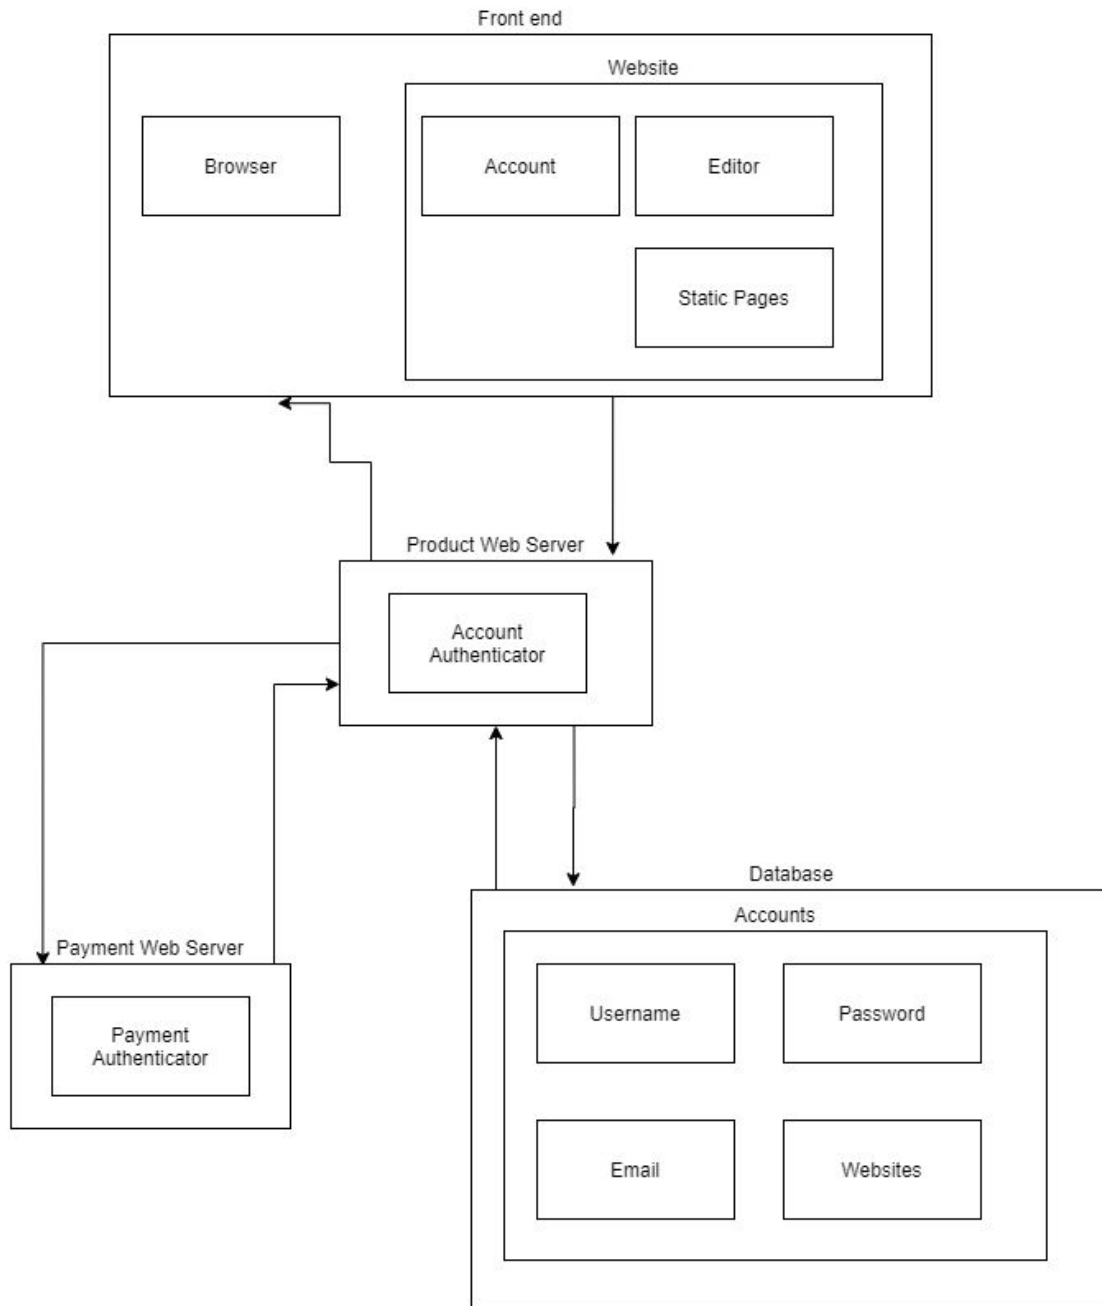 Front end
Website
Browser
Account
Editor
Static Pages
Product Web Server
Account
Authenticator
Payment Web Server
Payment
Authenticator
Database
Accounts
Username
Password
Email
Websites